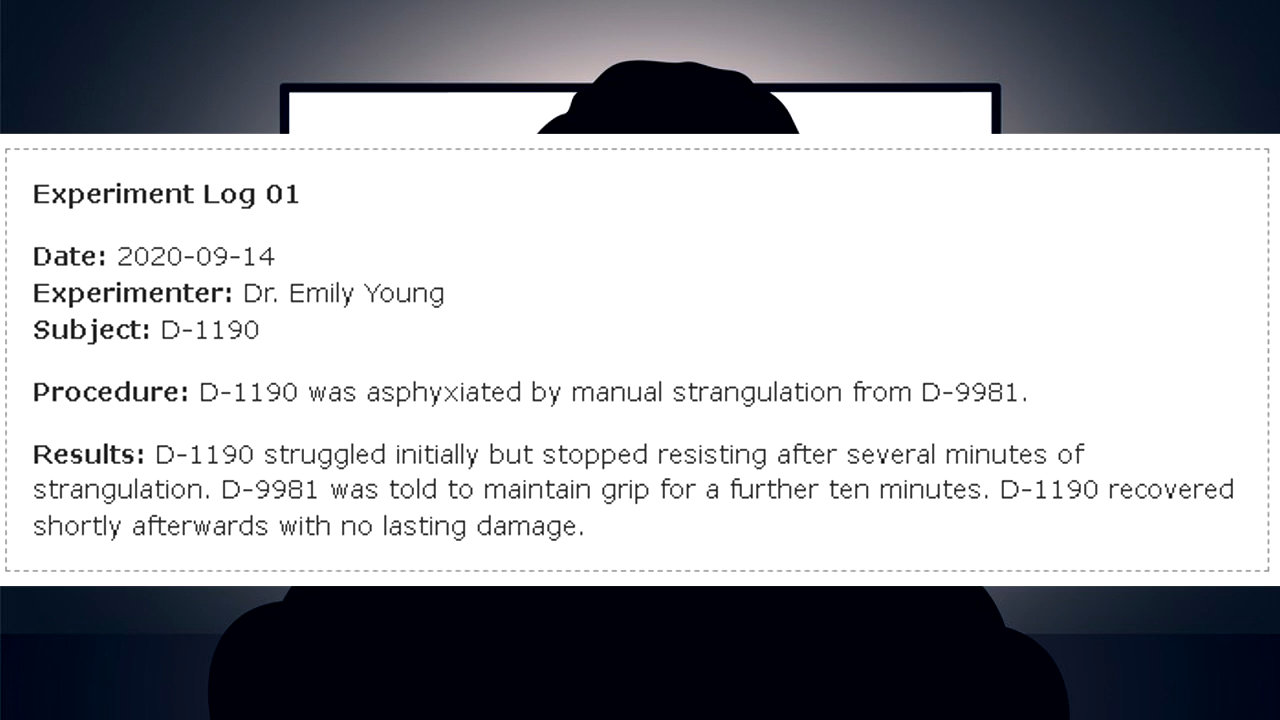 Experiment Log 01
Date: 2020-09-14
Experimenter: Dr. Emily Young
Subject: D-1190
Procedure: D-1190 was asphyxiated by manual strangulation from D-9981.
Results: D-1190 struggled initially but stopped resisting after several minutes of
strangulation. D-9981 was told to maintain grip for a further ten minutes. D-1190 recovered
shortly afterwards with no lasting damage.